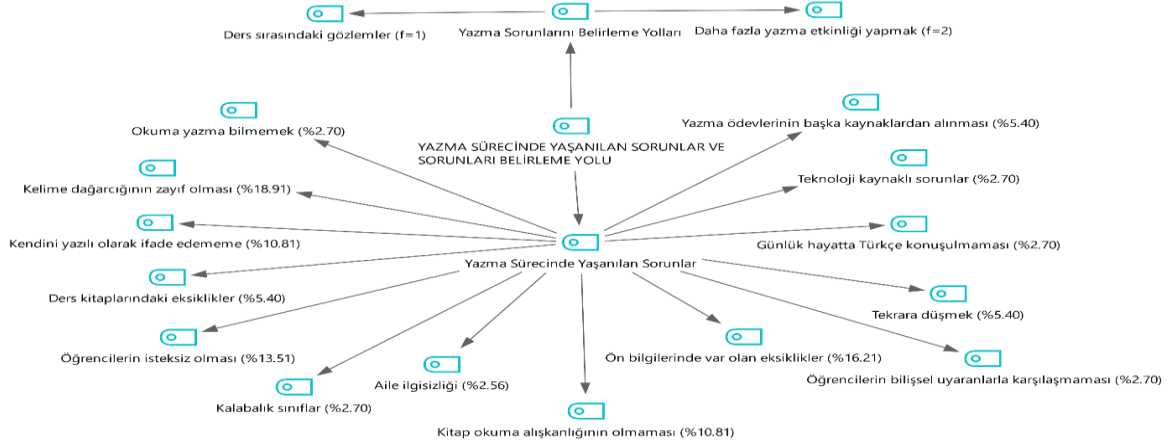 Ders sırasındaki gözlemler (f=1)
Yazma Sorunlarını Belirleme Yolları
Daha fazla yazma etkinliği yapmak (f=2)
Okuma yazma bilmemek (%2.70)
YAZMA SÜRECİNDE YAŞANILAN SORUNLAR VE
SORUNLARI BELİRLEME YOLU
Yazma ödevlerinin başka kaynaklardan alınması (%5.40)
Kelime dağarcığının zayıf olması (%18.91)
Teknoloji kaynaklı sorunlar (%2.70)
Kendini yazılı olarak ifade edememe (%10.81)
Günlük hayatta Türkçe konuşulmaması (%2.70)
Yazma Sürecinde Yaşanılan Sorunlar
Ders kitaplarındaki eksiklikler (%5.40)
Tekrara düşmek (%5.40)
Öğrencilerin isteksiz olması (%13.51)
Ön bilgilerinde var olan eksiklikler (%16.21)
Aile ilgisizliği (%2.56)
Öğrencilerin bilişsel uyaranlarla karşılaşmaması (%2.70)
Kalabalık sınıflar (%2.70)
Kitap okuma alışkanlığının olmaması (%10.81)